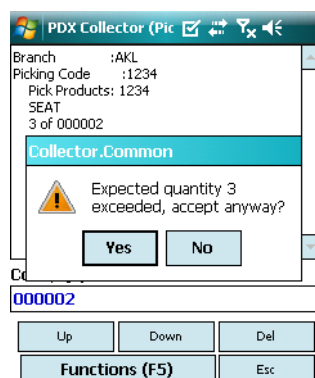 PDX Collector (Pic
Branch :AKL
Picking Code :1234
Pick Products: 1234
SEAT
3 of 000002
Collector.Common
Expected quantity 3
exceeded, accept anyway?
Yes No
000002
Up Down Del
Functions (F5) Esc